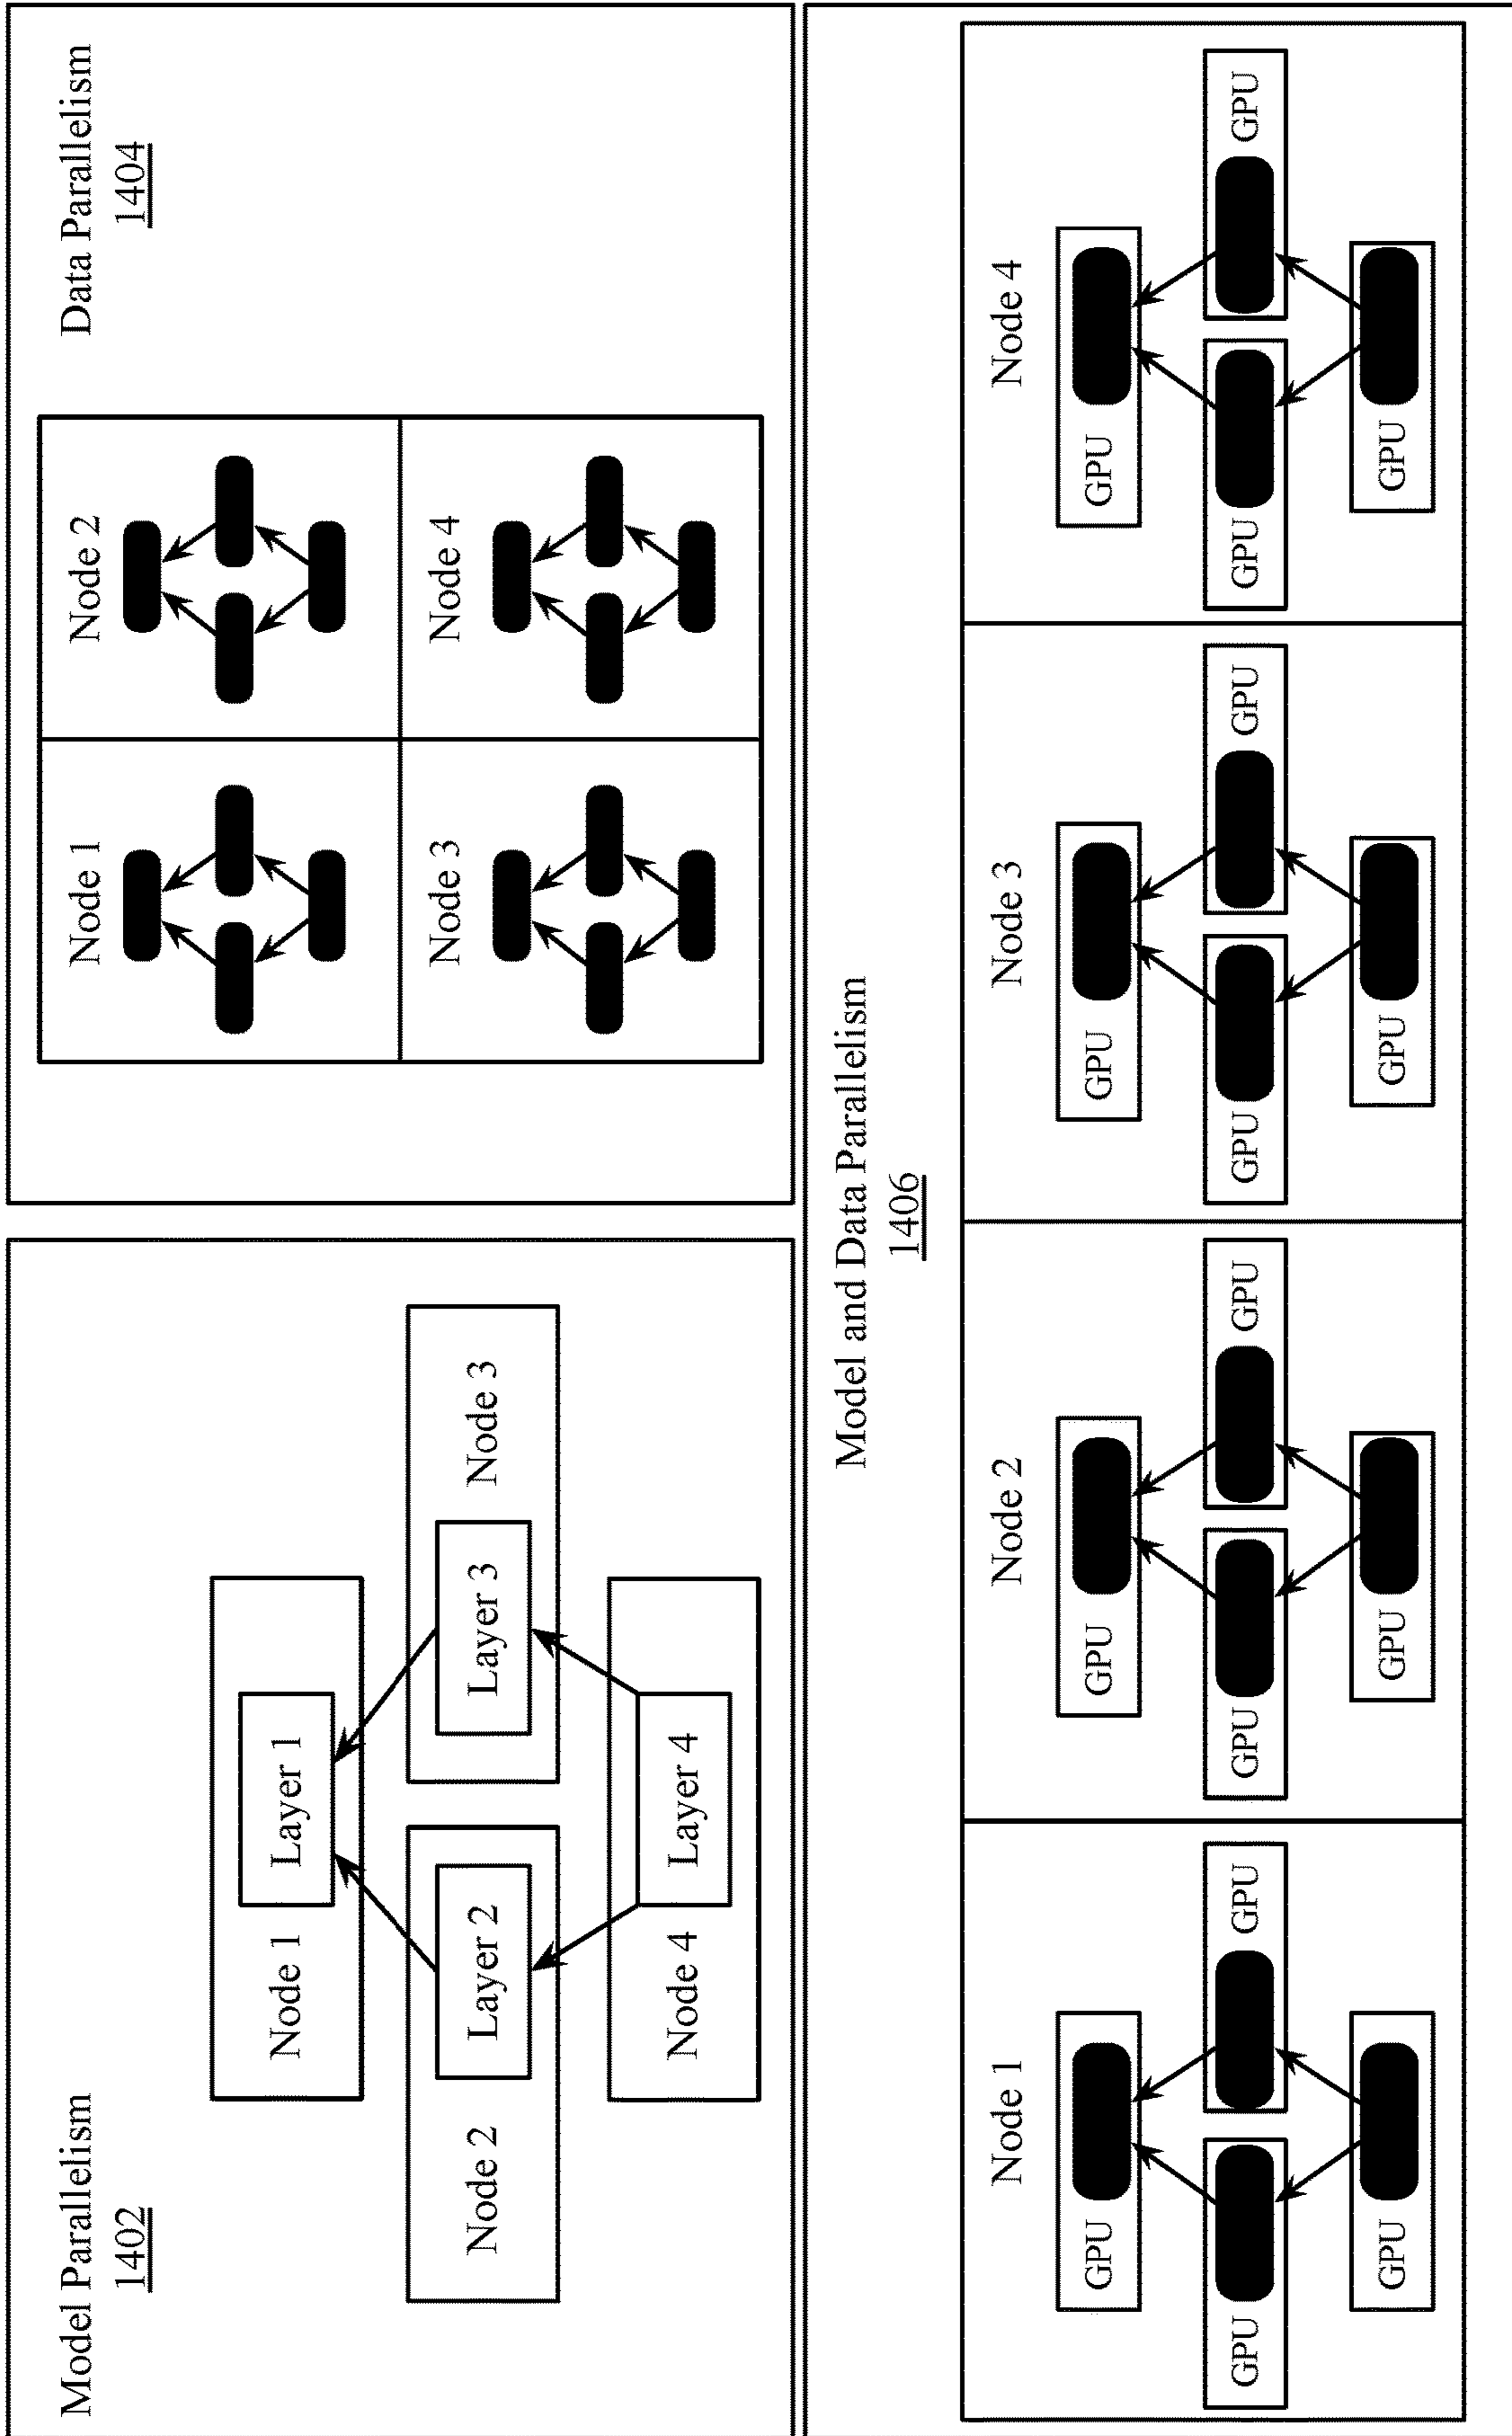 Model Parallelism
1402
Node 1
Layer 1
Node 2
Layer 2
Layer 3
Node 3
Node 4
Layer 4
Data Parallelism
1404
Node 1
Node 2
Node 3
Node 4
Model and Data Parallelism
1406
Node 1
GPU
GPU
GPU
GPU
Node 2
GPU
GPU
GPU
GPU
Node 3
GPU
GPU
GPU
GPU
Node 4
GPU
GPU
GPU
GPU